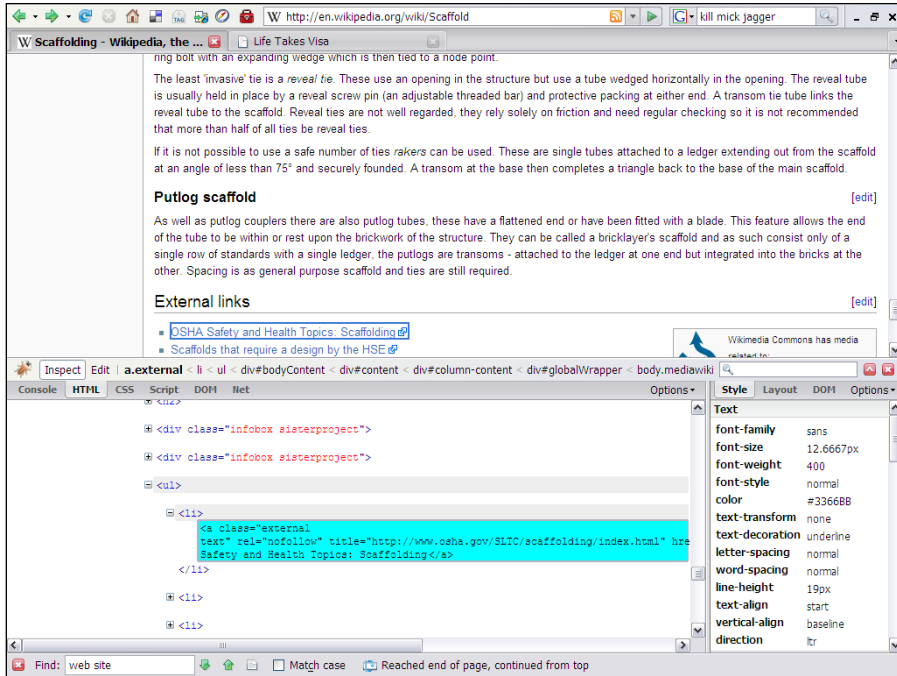 TAG
W http://en.wikipedia.org/wiki/Scaffold
G kill mick jagger
W Scaffolding - Wikipedia, the ...
Life Takes Visa
ring bolt with an expanding wedge which is then tied to a node point.
The least 'invasive' tie is a reveal tie. These use an opening in the structure but use a tube wedged horizontally in the opening. The reveal tube
is usually held in place by a reveal screw pin (an adjustable threaded bar) and protective packing at either end. A transom tie tube links the
reveal tube to the scaffold. Reveal ties are not well regarded, they rely solely on friction and need regular checking so it is not recommended
that more than half of all ties be reveal ties.
If it is not possible to use a safe number of ties rakers can be used. These are single tubes attached to a ledger extending out from the scaffold
at an angle of less than 75° and securely founded. A transom at the base then completes a triangle back to the base of the main scaffold.
Putlog scaffold [edit]
As well as putlog couplers there are also putlog tubes, these have a flattened end or have been fitted with a blade. This feature allows the end
of the tube to be within or rest upon the brickwork of the structure. They can be called a bricklayer's scaffold and as such consist only of a
single row of standards with a single ledger, the putlogs are transoms - attached to the ledger at one end but integrated into the bricks at the
other. Spacing is as general purpose scaffold and ties are still required.
External links [edit]
OSHA Safety and Health Topics: Scaffolding
Scaffolds that require a design by the HSE
Wikimedia Commons has media
related to:
Inspect Edit | a.external < li < ul < div#bodyContent < div#content < div#column-content < div#globalWrapper < body.mediawiki
Console HTML CSS Script DOM Net Options
<h2>
<div class="infobox sisterproject">
<div class="infobox sisterproject">
<ul>
<li>
<a class="external
text" rel="nofollow" title="http://www.osha.gov/SLTC/scaffolding/index.html" hre
Safety and Health Topics: Scaffolding</a>
</li>
<li>
<li>
Style Layout DOM Options
Text
font-family sans
font-size 12.6667px
font-weight 400
font-style normal
color #3366BB
text-transform none
text-decoration underline
letter-spacing normal
word-spacing normal
line-height 19px
text-align start
vertical-align baseline
direction ltr
Find: web site Match case Reached end of page, continued from top